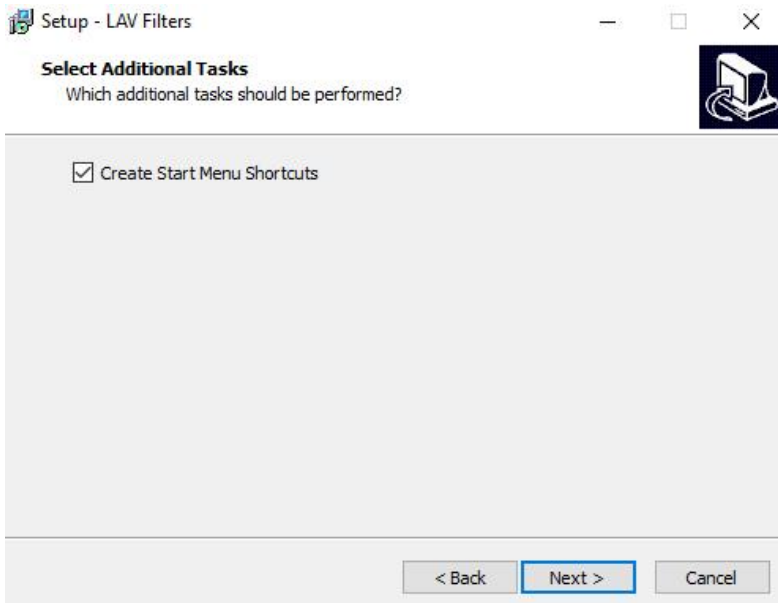 Setup - LAV Filters
Select Additional Tasks
Which additional tasks should be performed?
Create Start Menu Shortcuts
< Back
Next >
Cancel